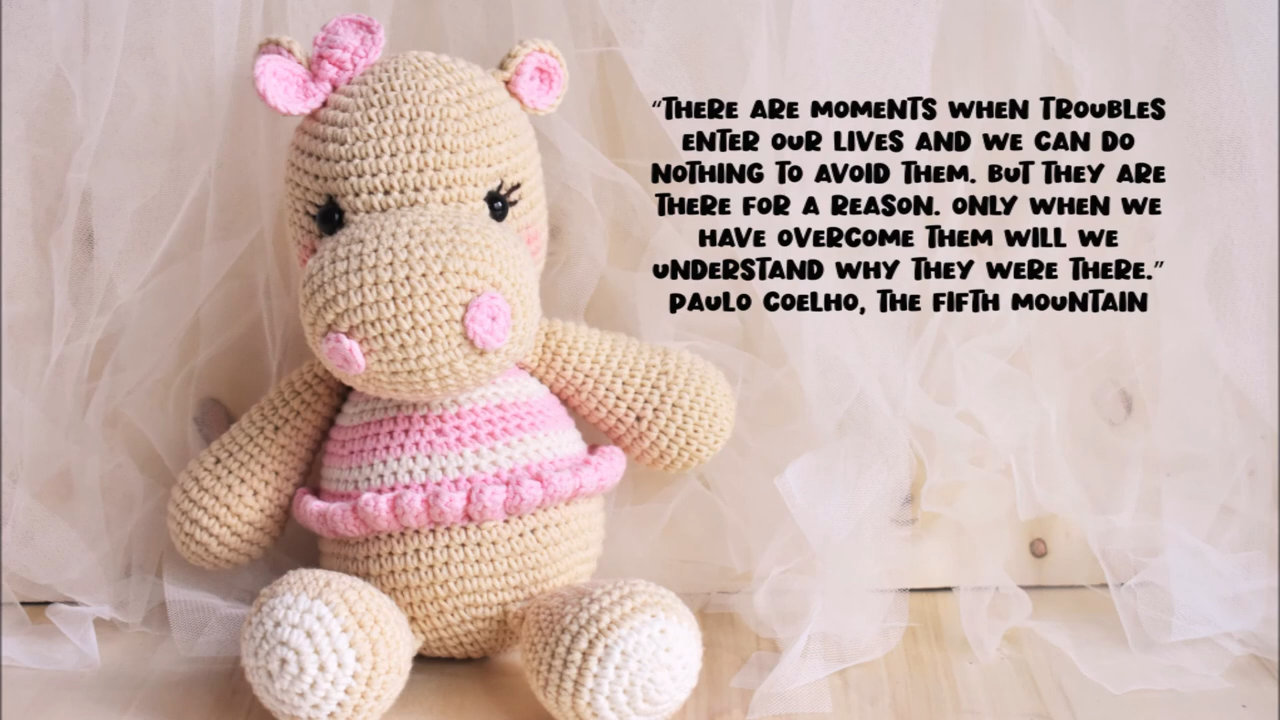 “THERE ARE MOMENTS WHEN TROUBLES
ENTER OUR LIVES AND WE CAN DO
NOTHING TO AVOID THEM. BUT THEY ARE
THERE FOR A REASON. ONLY WHEN WE
HAVE OVERCOME THEM WILL WE
UNDERSTAND WHY THEY WERE THERE.”
PAULO COELHO, THE FIFTH MOUNTAIN